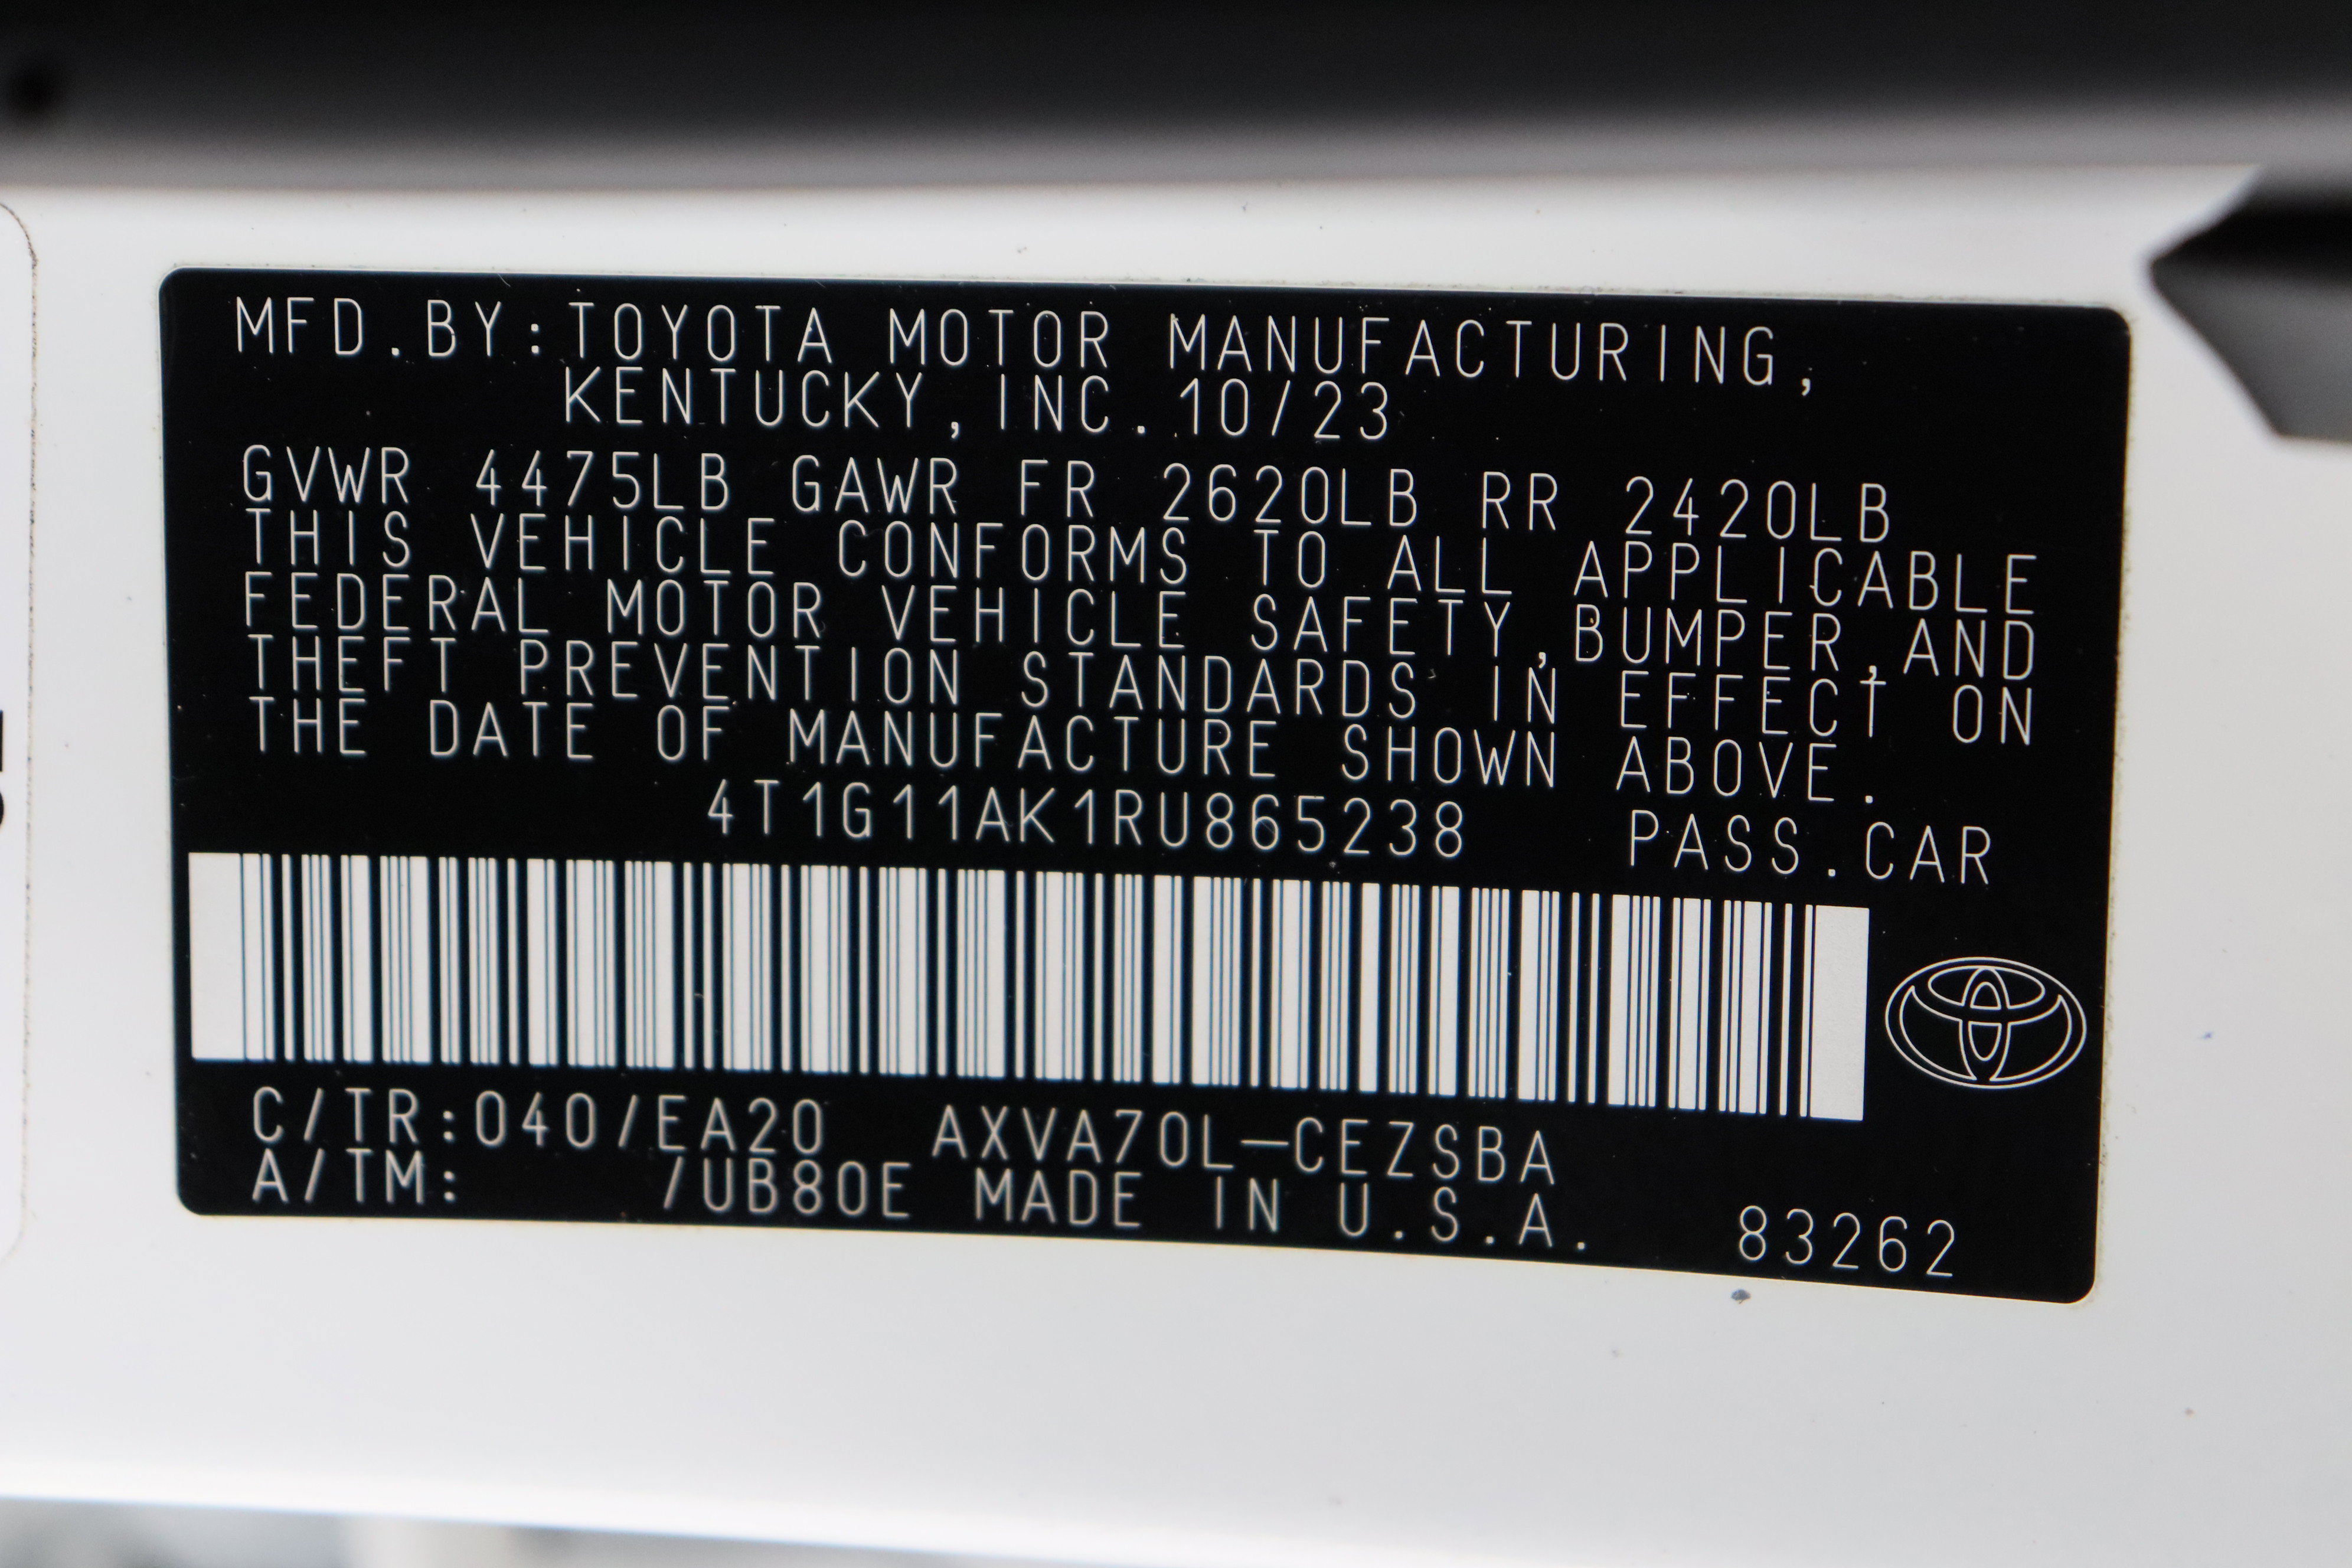 MFD.BY:TOYOTA MOTOR MANUFACTURING,
KENTUCKY,INC.10/23
GVWR 4475LB GAWR FR 2620LB RR 2420LB
THIS VEHICLE CONFORMS TO ALL APPLICABLE
FEDERAL MOTOR VEHICLE SAFETY,BUMPER,AND
THEFT PREVENTION STANDARDS IN EFFECT ON
THE DATE OF MANUFACTURE SHOWN ABOVE.
4T1G11AK1RU865238 PASS.CAR
C/TR:040/EA20 AXVA70L-CEZSBA
A/TM: /UB80E MADE IN U.S.A. 83262